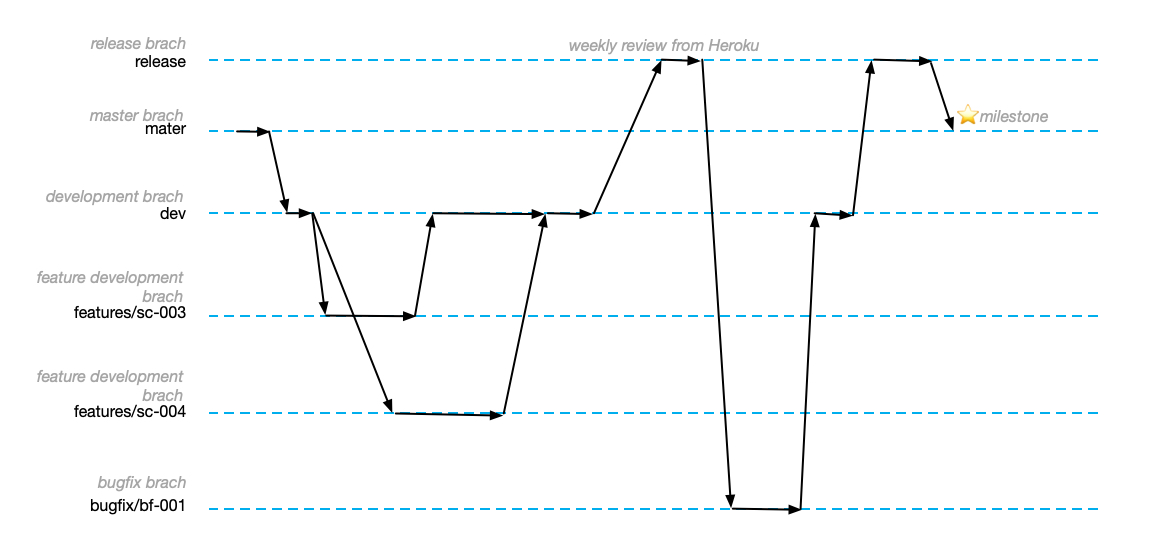 release brach
release
weekly review from Heroku
master brach
mater
milestone
development brach
dev
feature development
brach
features/sc-003
feature development
brach
features/sc-004
bugfix brach
bugfix/bf-001